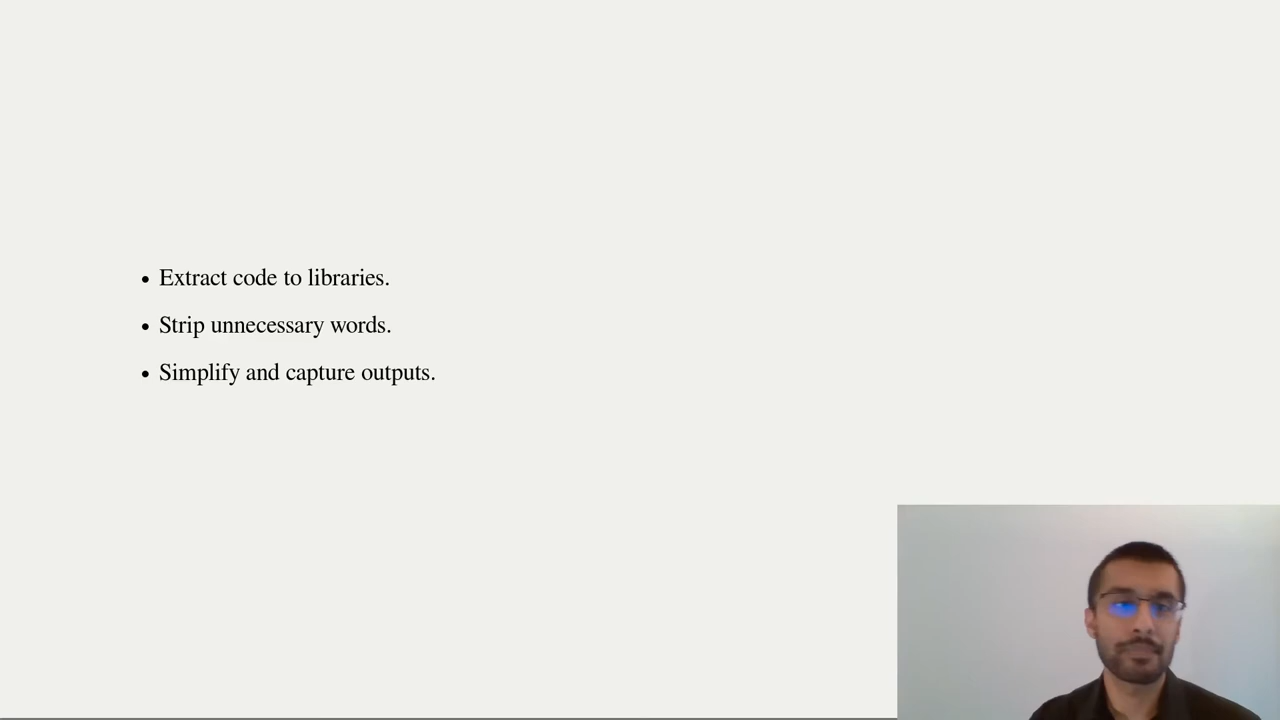 • Extract code to libraries.
• Strip unnecessary words.
• Simplify and capture outputs.